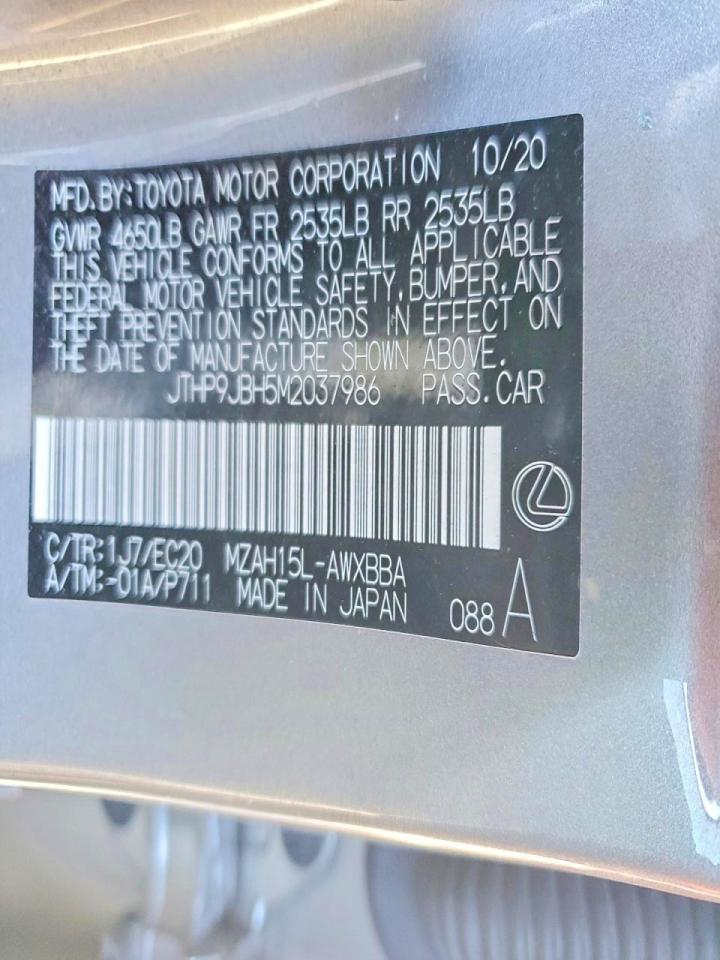 MFD.BY:TOYOTA MOTOR CORPORATION 10/20
GVWR 4650LB GAWR FR 2535LB RR 2535LB
THIS VEHICLE CONFORMS TO ALL APPLICABLE
FEDERAL MOTOR VEHICLE SAFETY,BUMPER,AND
THEFT PREVENTION STANDARDS IN EFFECT ON
THE DATE OF MANUFACTURE SHOWN ABOVE.
JTHP9JBH5M2037986 PASS.CAR
C/TR:1J7/EC20 MZAH15L-AWXBBA
A/TM:-01A/P711 MADE IN JAPAN 088 A